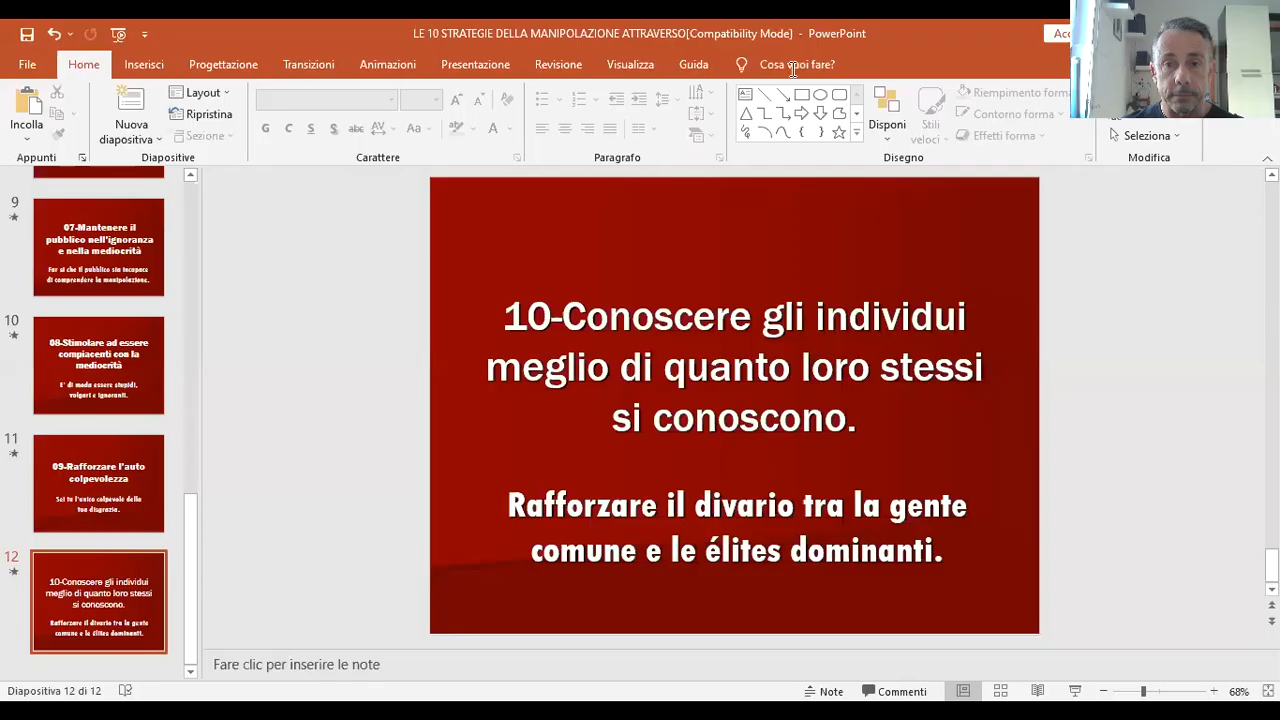 LE 10 STRATEGIE DELLA MANIPOLAZIONE ATTRAVERSO[Compatibility Mode] - PowerPoint
File Home Inserisci Progettazione Transizioni Animazioni Presentazione Revisione Visualizza Guida Cosa vuoi fare?
Incolla
Appunti
Nuova
diapositiva
Layout
Ripristina
Sezione
Diapositive
G C S S ab AV Aa A
Carattere
Paragrafo
Disponi
Stili
veloci
Riempimento forma
Contorno forma
Effetti forma
Disegno
Seleziona
Modifica
9
07-Mantenere il
pubblico nell'ignoranza
e nella mediocrità
Far sì che il pubblico sia incapace
di comprendere la manipolazione.
10
08-Stimolare ad essere
compiacenti con la
mediocrità
E' di moda essere stupidi,
volgari e ignoranti.
11
09-Rafforzare l'auto
colpevolezza
Sei tu l'unico colpevole della
tua disgrazia.
12
10-Conoscere gli individui
meglio di quanto loro stessi
si conoscono.
Rafforzare il divario tra la gente
comune e le élites dominanti.
10-Conoscere gli individui
meglio di quanto loro stessi
si conoscono.
Rafforzare il divario tra la gente
comune e le élites dominanti.
Fare clic per inserire le note
Diapositiva 12 di 12
Note Commenti 68%